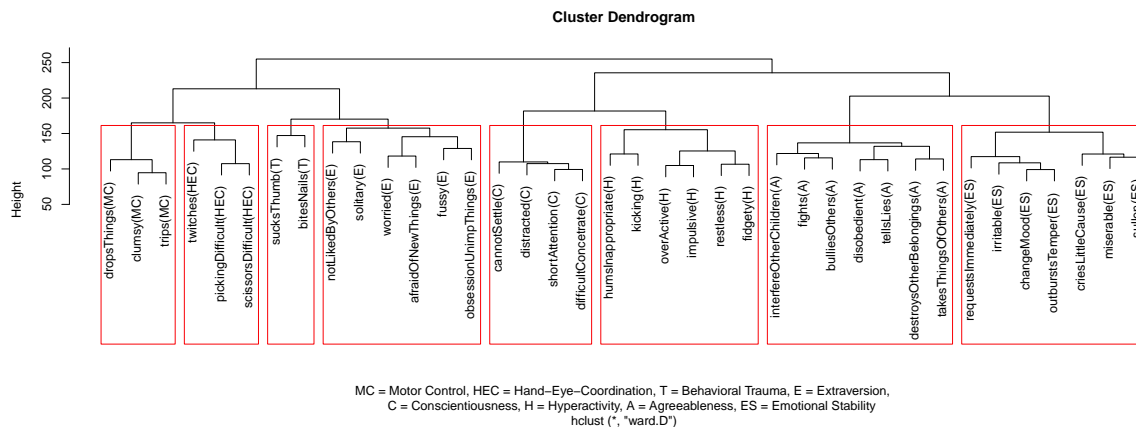 Cluster Dendrogram
Height
50
100
150
200
250
dropsThings(MC)
clumsy(MC)
trips(MC)
twitches(HEC)
pickingDifficult(HEC)
scissorsDifficult(HEC)
sucksThumb(T)
bitesNails(T)
notLikedByOthers(E)
solitary(E)
worried(E)
afraidOfNewThings(E)
fussy(E)
obsessionUnimpThings(E)
cannotSettle(C)
distracted(C)
shortAttention(C)
difficultConcetrate(C)
humsInappropriate(H)
kicking(H)
overActive(H)
impulsive(H)
restless(H)
fidgety(H)
interfereOtherChildren(A)
fights(A)
bulliesOthers(A)
disobedient(A)
tellsLies(A)
destroysOtherBelongings(A)
takesThingsOfOthers(A)
requestsImmediately(ES)
irritable(ES)
changeMood(ES)
outburstsTemper(ES)
criesLittleCause(ES)
miserable(ES)
MC = Motor Control, HEC = Hand−Eye−Coordination, T = Behavioral Trauma, E = Extraversion,
C = Conscientiousness, H = Hyperactivity, A = Agreeableness, ES = Emotional Stability
hclust (*, "ward.D")